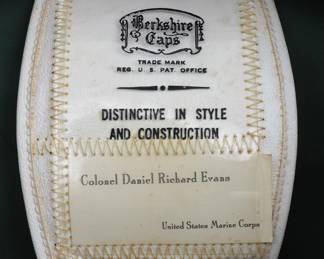 Berkshire
Caps
TRADE MARK
REG. U. S. PAT. OFFICE
DISTINCTIVE IN STYLE
AND CONSTRUCTION
Colonel Daniel Richard Evans
United States Marine Corps